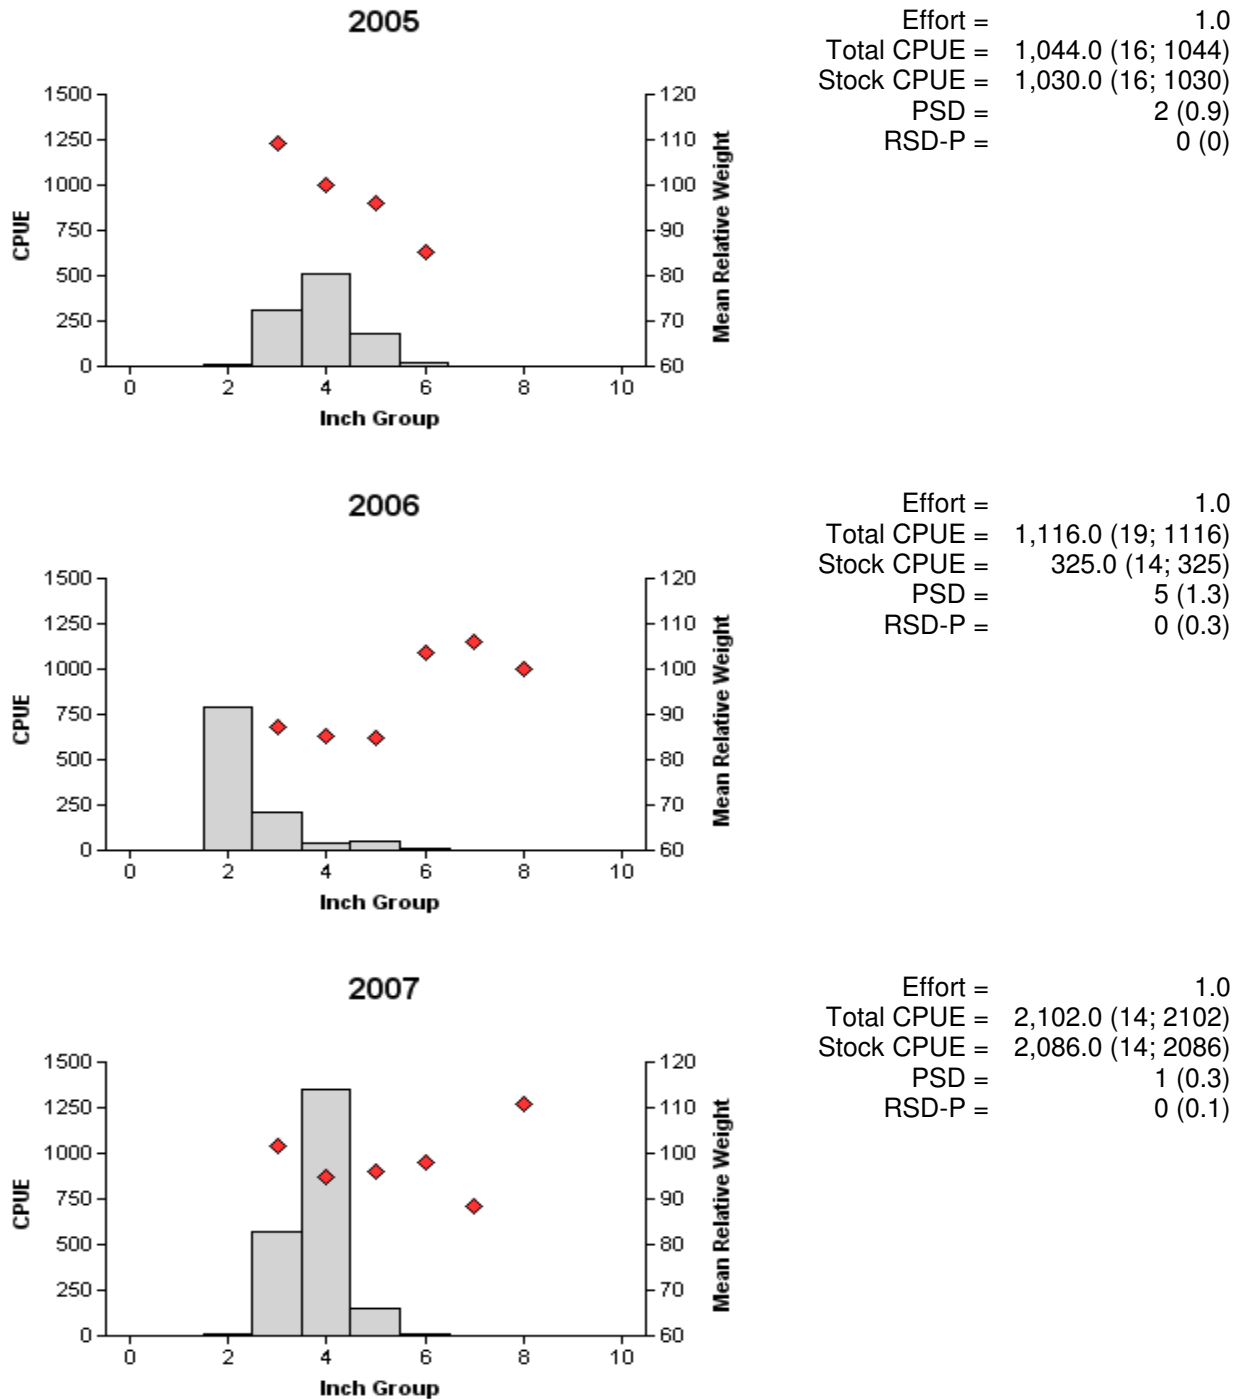 2005
Effort = 1.0
Total CPUE = 1,044.0 (16; 1044)
Stock CPUE = 1,030.0 (16; 1030)
PSD = 2 (0.9)
RSD-P = 0 (0)
1500
1250
1000
750
500
250
0
CPUE
120
110
100
90
80
70
60
Mean Relative Weight
0 2 4 6 8 10
Inch Group
2006
Effort = 1.0
Total CPUE = 1,116.0 (19; 1116)
Stock CPUE = 325.0 (14; 325)
PSD = 5 (1.3)
RSD-P = 0 (0.3)
1500
1250
1000
750
500
250
0
CPUE
120
110
100
90
80
70
60
Mean Relative Weight
0 2 4 6 8 10
Inch Group
2007
Effort = 1.0
Total CPUE = 2,102.0 (14; 2102)
Stock CPUE = 2,086.0 (14; 2086)
PSD = 1 (0.3)
RSD-P = 0 (0.1)
1500
1250
1000
750
500
250
0
CPUE
120
110
100
90
80
70
60
Mean Relative Weight
0 2 4 6 8 10
Inch Group